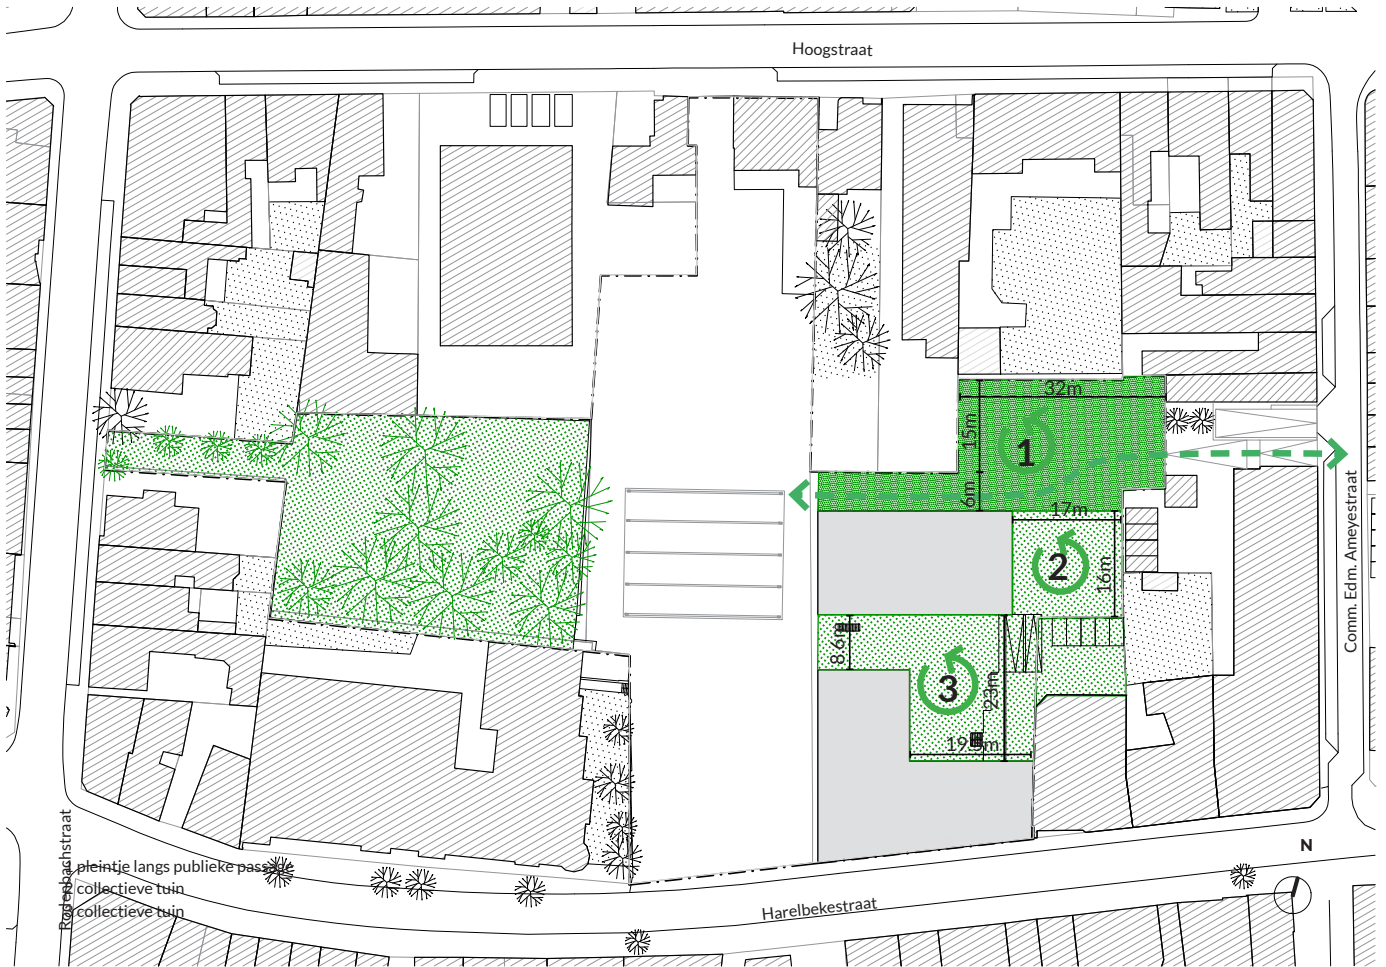 Hoogstraat
32m
15m
1
6m
17m
2
16m
Comm. Edm. Ameyestraat
8.6m
3
23m
19.5m
N
Rodenbachstraat
1 pleintje langs publieke passage
2 collectieve tuin
3 collectieve tuin
Harelbekestraat